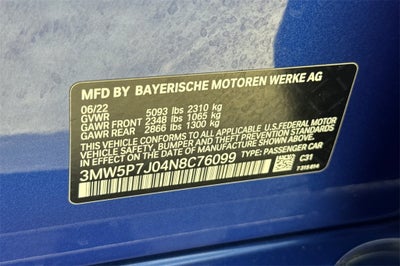 MFD BY BAYERISCHE MOTOREN WERKE AG
06/22
GVWR 5093 lbs 2310 kg
GAWR FRONT 2348 lbs 1065 kg
GAWR REAR 2866 lbs 1300 kg
THIS VEHICLE CONFORMS TO ALL APPLICABLE U.S.FEDERAL MOTOR
VEHICLE SAFETY, BUMPER, AND THEFT PREVENTION STANDARDS
IN EFFECT ON THE DATE OF MANUFACTURE SHOWN ABOVE.
3MW5P7J04N8C76099 TYPE: PASSENGER CAR
C31